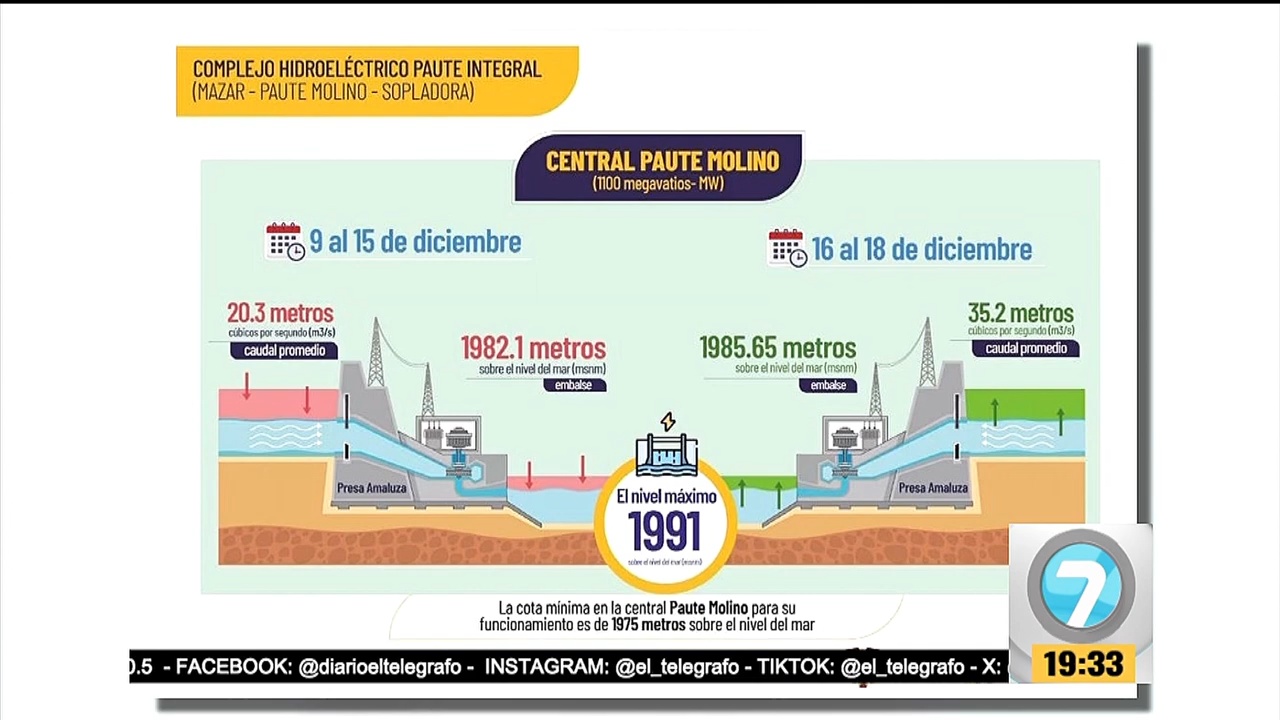 COMPLEJO HIDROELÉCTRICO PAUTE INTEGRAL
(MAZAR - PAUTE MOLINO - SOPLADORA)
CENTRAL PAUTE MOLINO
(1100 megavatios- MW)
9 al 15 de diciembre
16 al 18 de diciembre
20.3 metros
cúbicos por segundo (m3/s)
caudal promedio
1982.1 metros
sobre el nivel del mar (msnm)
embalse
1985.65 metros
sobre el nivel del mar (msnm)
embalse
35.2 metros
cúbicos por segundo (m3/s)
caudal promedio
Presa Amaluza
Presa Amaluza
El nivel máximo
1991
sobre el nivel del mar (msnm)
La cota mínima en la central Paute Molino para su
funcionamiento es de 1975 metros sobre el nivel del mar
7
0.5 - FACEBOOK: @diarioeltelegrafo - INSTAGRAM: @el_telegrafo - TIKTOK: @el_telegrafo - X:
19:33